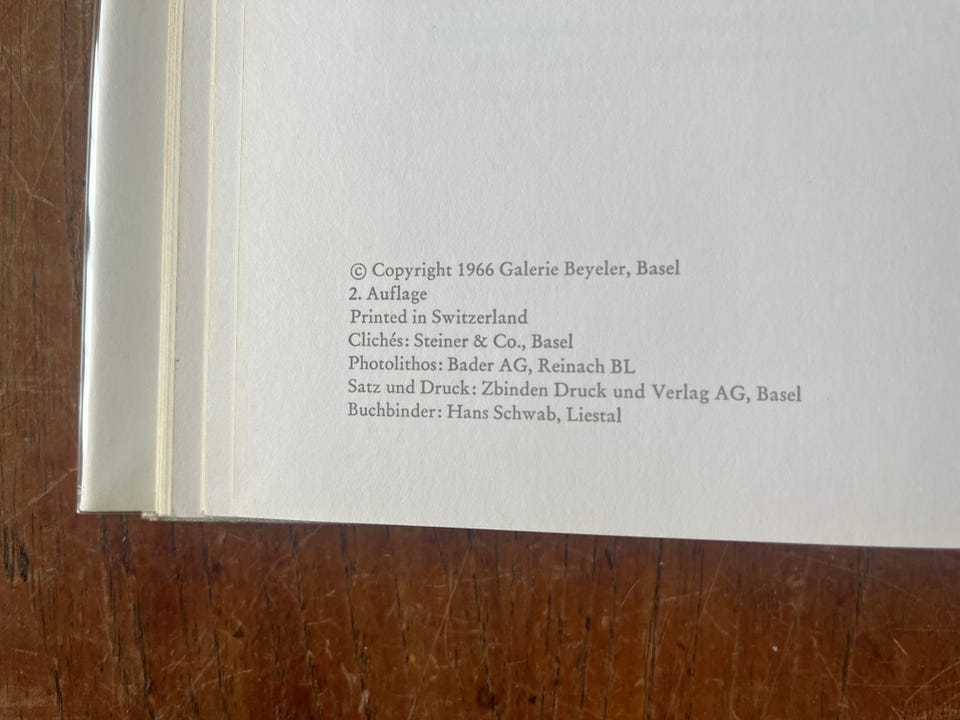 © Copyright 1966 Galerie Beyeler, Basel
2. Auflage
Printed in Switzerland
Clichés: Steiner & Co., Basel
Photolithos: Bader AG, Reinach BL
Satz und Druck: Zbinden Druck und Verlag AG, Basel
Buchbinder: Hans Schwab, Liestal